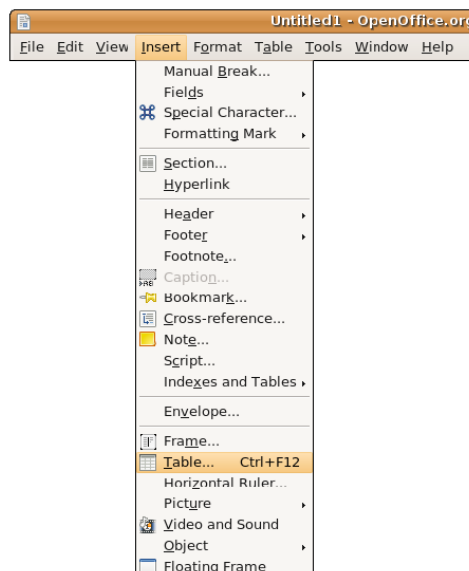 Untitled1 - OpenOffice.or
File Edit View Insert Format Table Tools Window Help
Manual Break...
Fields
Special Character...
Formatting Mark
Section...
Hyperlink
Header
Footer
Footnote...
Caption...
Bookmark...
Cross-reference...
Note...
Script...
Indexes and Tables
Envelope...
Frame...
Table... Ctrl+F12
Horizontal Ruler...
Picture
Video and Sound
Object
Floating Frame